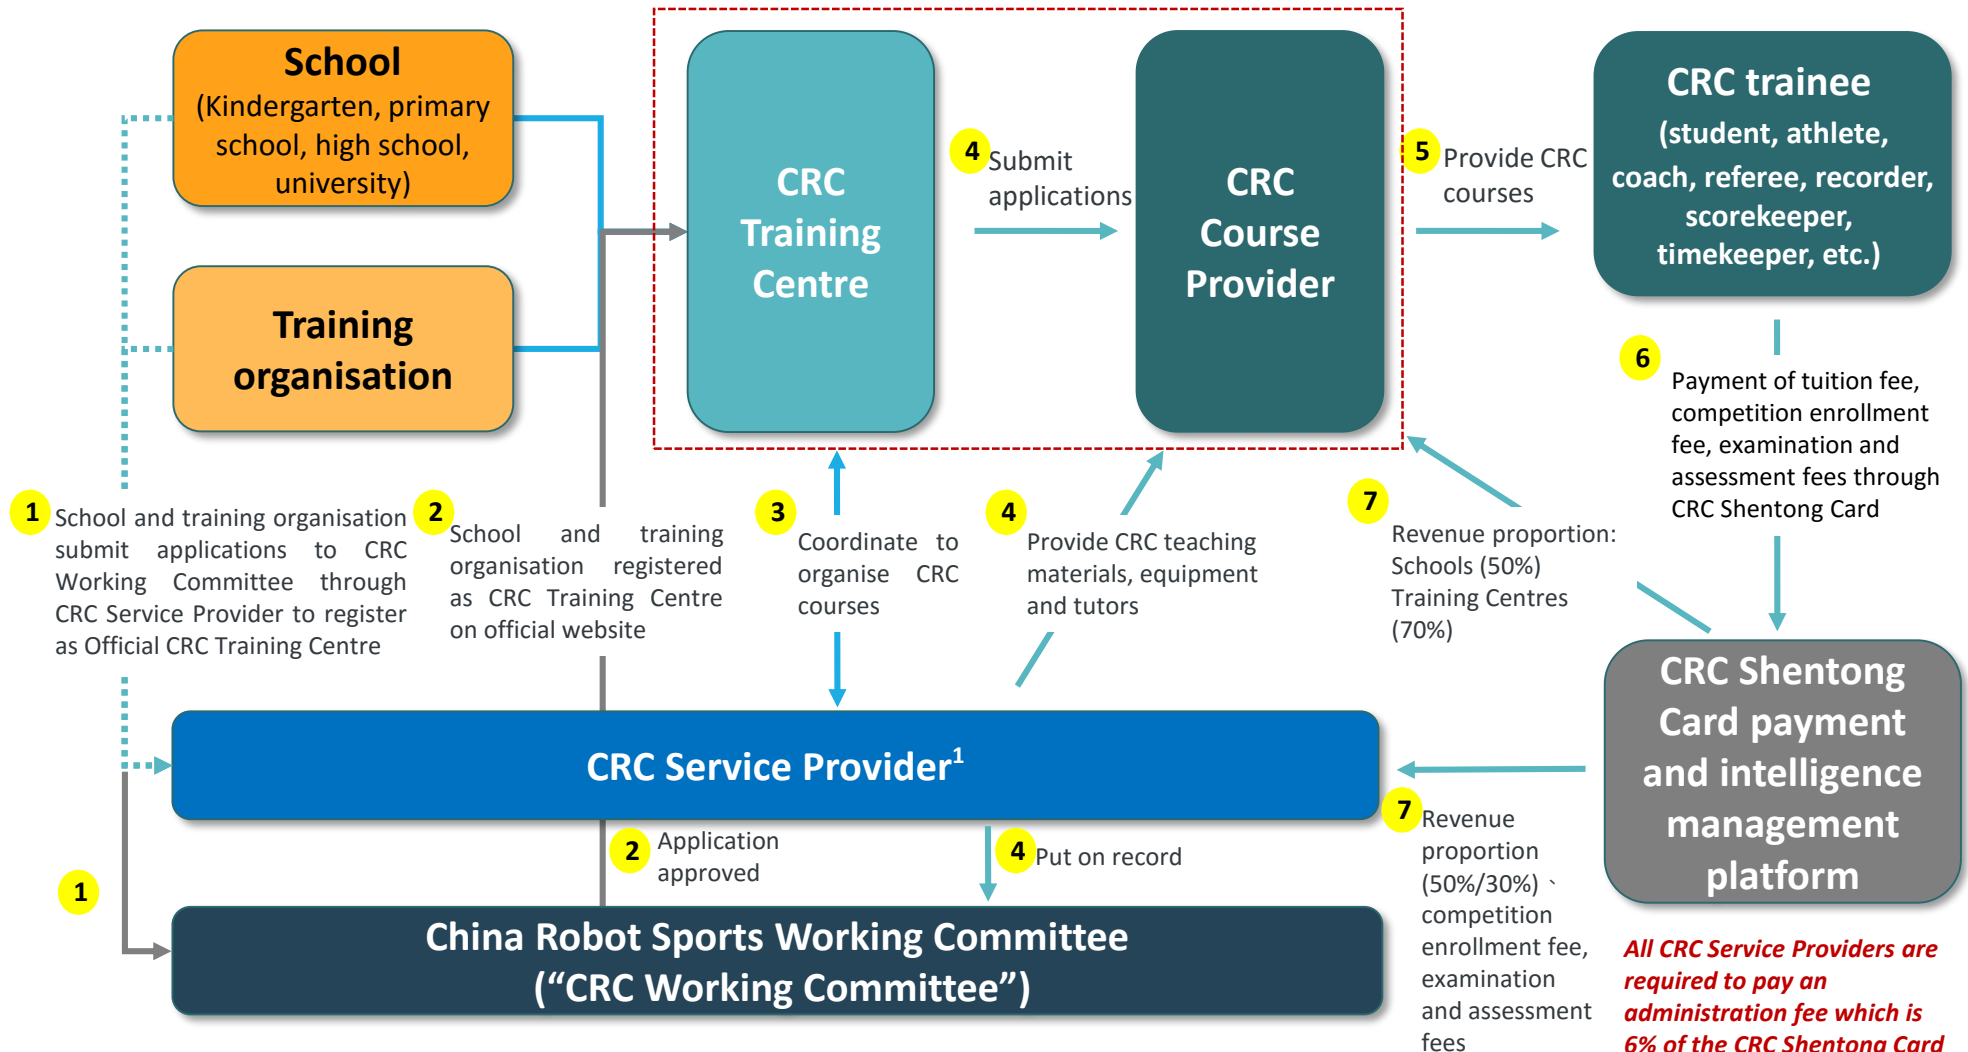 School
(Kindergarten, primary
school, high school,
university)
Training
organisation
CRC
Training
Centre
4
Submit
applications
CRC
Course
Provider
5
Provide CRC
courses
CRC trainee
(student, athlete,
coach, referee, recorder,
scorekeeper,
timekeeper, etc.)
6
Payment of tuition fee,
competition enrollment
fee, examination and
assessment fees through
CRC Shentong Card
1
School and training organisation
submit applications to CRC
Working Committee through
CRC Service Provider to register
as Official CRC Training Centre
2
School and training
organisation registered
as CRC Training Centre
on official website
3
Coordinate to
organise CRC
courses
4
Provide CRC teaching
materials, equipment
and tutors
7
Revenue proportion:
Schools (50%)
Training Centres
(70%)
CRC Shentong
Card payment
and intelligence
management
platform
CRC Service Provider1
1
2
Application
approved
4
Put on record
7
Revenue
proportion
(50%/30%)、
competition
enrollment fee,
examination
and assessment
fees
China Robot Sports Working Committee
(“CRC Working Committee”)
All CRC Service Providers are
required to pay an
administration fee which is
6% of the CRC Shentong Card